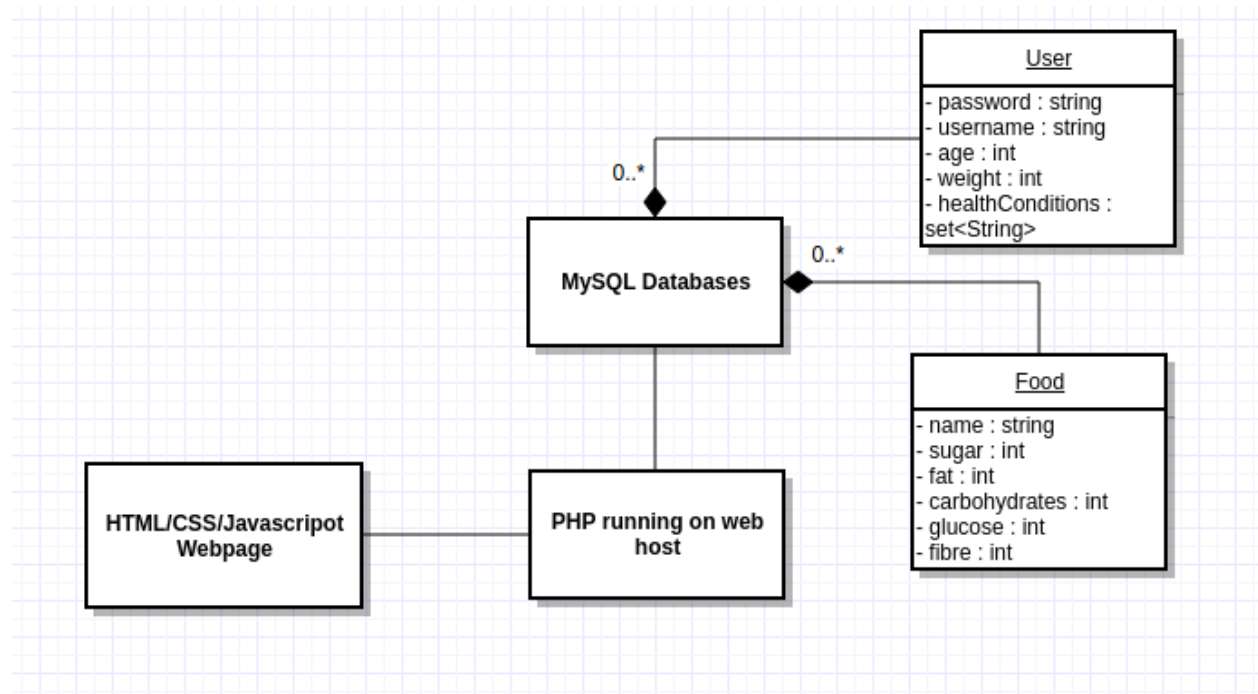 User
- password : string
- username : string
- age : int
- weight : int
- healthConditions :
set<String>
0..*
MySQL Databases
0..*
Food
- name : string
- sugar : int
- fat : int
- carbohydrates : int
- glucose : int
- fibre : int
HTML/CSS/Javascripot
Webpage
PHP running on web
host